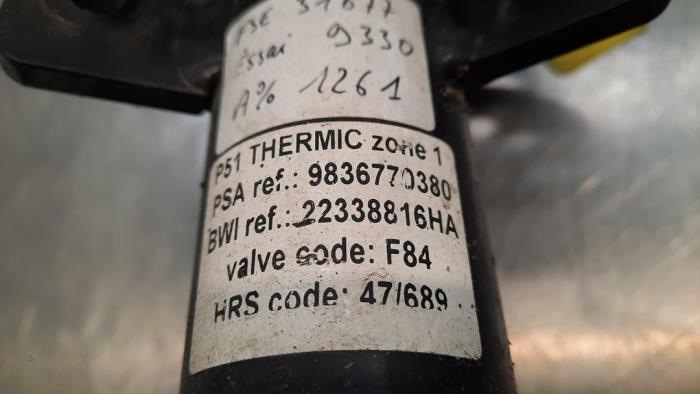 Essai 9330
A% 1261
P51 THERMIC zone 1
PSA ref.: 9836770380
BWI ref.: 22338816HA
valve code: F84
HRS code: 47/689